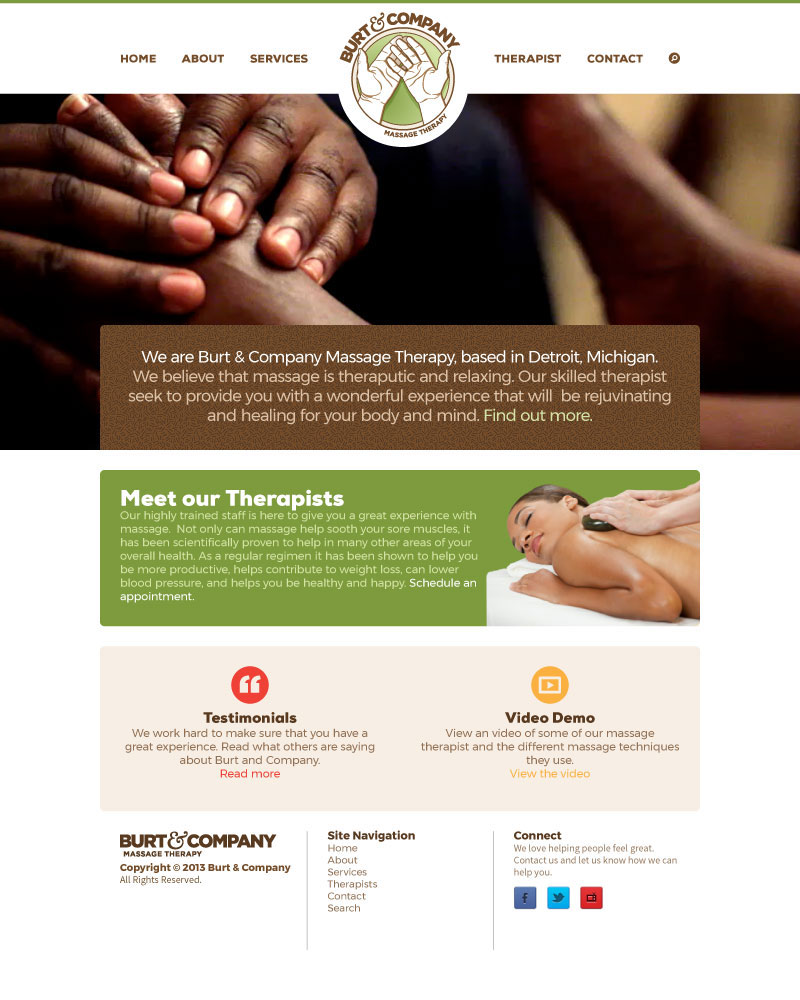 BURT & COMPANY
MASSAGE THERAPY
HOME ABOUT SERVICES THERAPIST CONTACT
We are Burt & Company Massage Therapy, based in Detroit, Michigan.
We believe that massage is theraputic and relaxing. Our skilled therapist
seek to provide you with a wonderful experience that will  be rejuvinating
and healing for your body and mind. Find out more.
Meet our Therapists
Our highly trained staff is here to give you a great experience with
massage.  Not only can massage help sooth your sore muscles, it
has been scientifically proven to help in many other areas of your
overall health. As a regular regimen it has been shown to help you
be more productive, helps contribute to weight loss, can lower
blood pressure, and helps you be healthy and happy. Schedule an
appointment.
Testimonials
We work hard to make sure that you have a
great experience. Read what others are saying
about Burt and Company.
Read more
Video Demo
View an video of some of our massage
therapist and the different massage techniques
they use.
View the video
BURT & COMPANY
MASSAGE THERAPY
Copyright © 2013 Burt & Company
All Rights Reserved.
Site Navigation
Home
About
Services
Therapists
Contact
Search
Connect
We love helping people feel great.
Contact us and let us know how we can
help you.